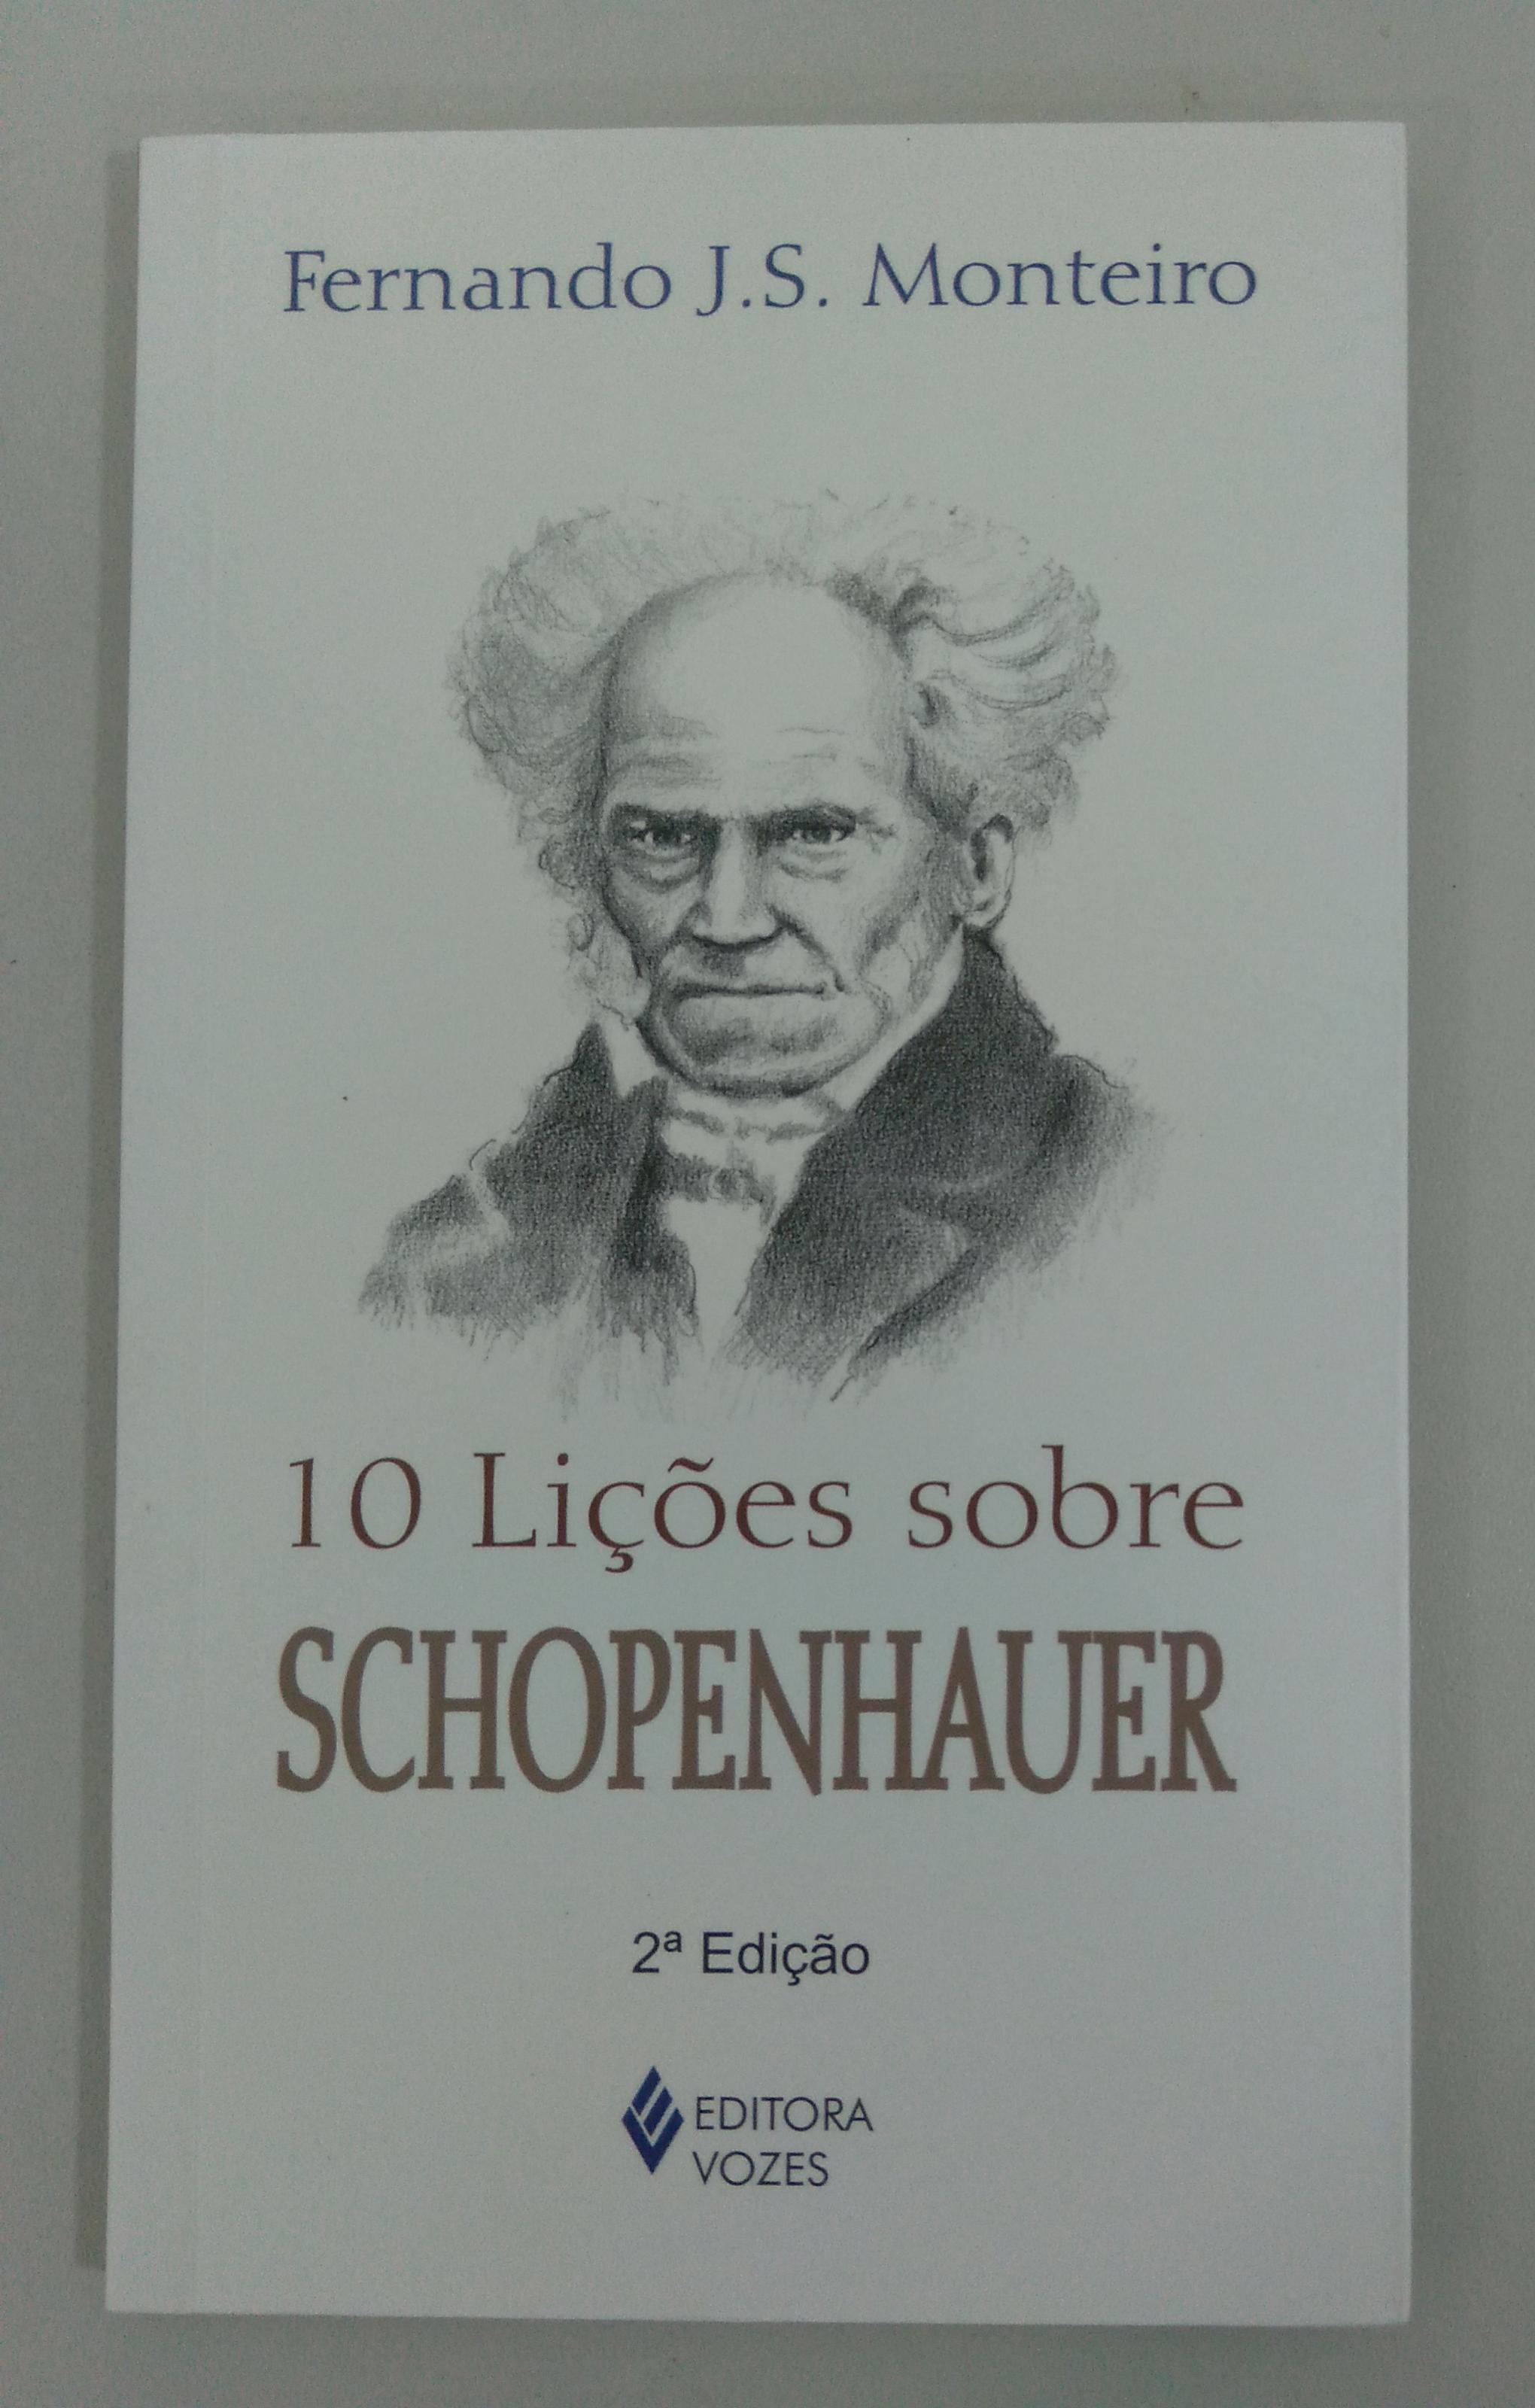 Fernando J.S. Monteiro
10 Lições sobre
SCHOPENHAUER
2ª Edição
EDITORA
VOZES